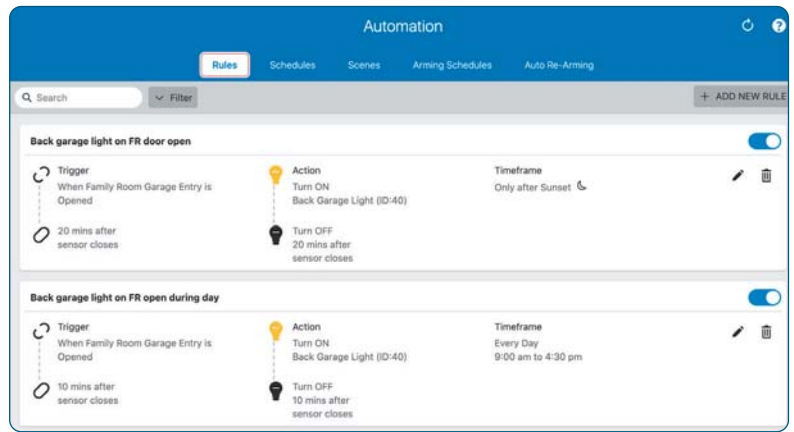 Automation
?
Rules
Schedules
Scenes
Arming Schedules
Auto Re-Arming
Search
Filter
+ ADD NEW RULE
Back garage light on FR door open
Trigger
When Family Room Garage Entry is
Opened
20 mins after
sensor closes
Action
Turn ON
Back Garage Light (ID:40)
Turn OFF
20 mins after
sensor closes
Timeframe
Only after Sunset
Back garage light on FR open during day
Trigger
When Family Room Garage Entry is
Opened
10 mins after
sensor closes
Action
Turn ON
Back Garage Light (ID:40)
Turn OFF
10 mins after
sensor closes
Timeframe
Every Day
9:00 am to 4:30 pm